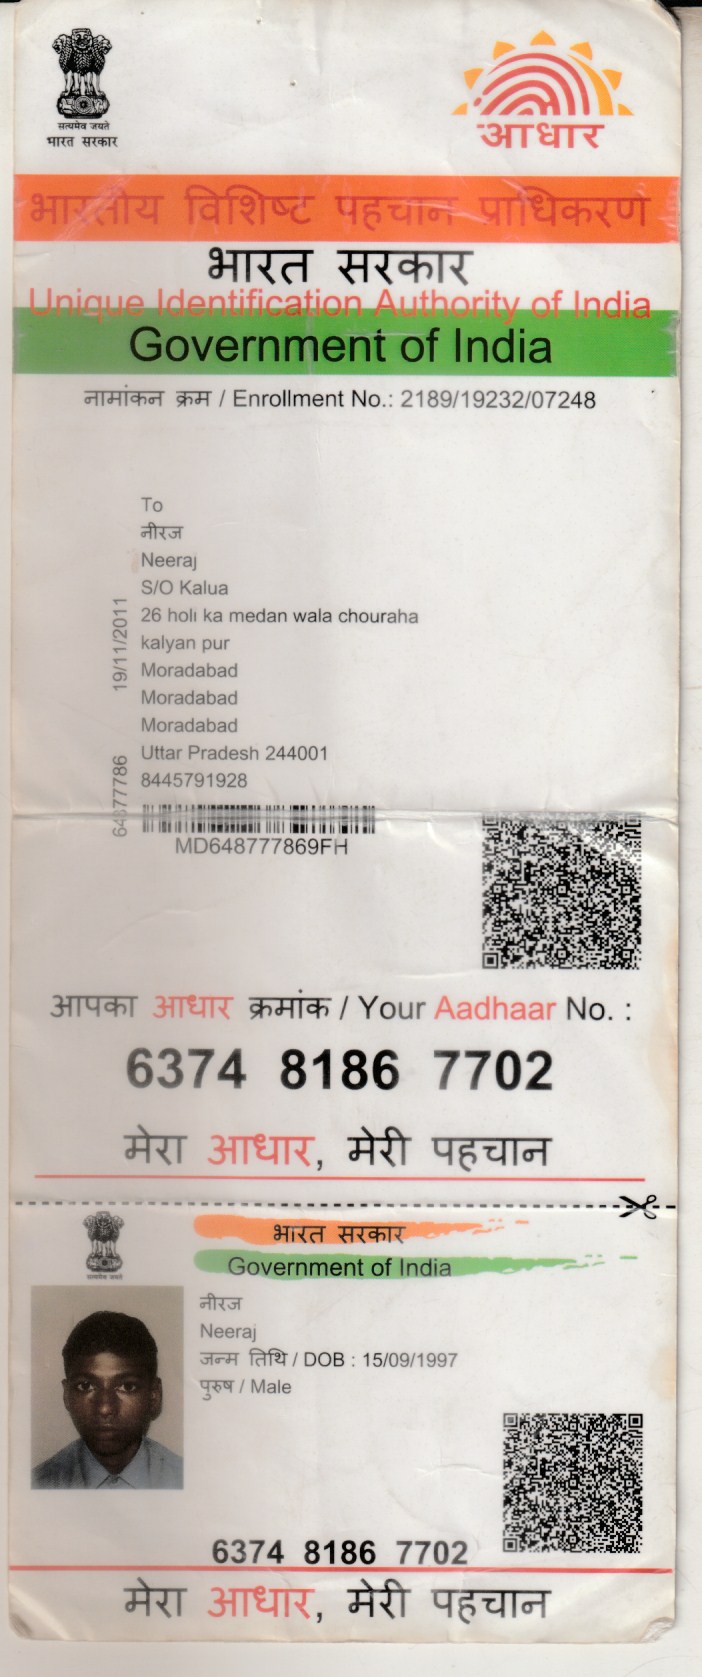 सत्यमेव जयते
भारत सरकार
आधार
भारतीय विशिष्ट पहचान प्राधिकरण
भारत सरकार
Unique Identification Authority of India
Government of India
नामांकन क्रम / Enrollment No.: 2189/19232/07248
To
नीरज
Neeraj
S/O Kalua
26 holi ka medan wala chouraha
kalyan pur
Moradabad
Moradabad
Moradabad
Uttar Pradesh 244001
8445791928
19/11/2011
MD648777869FH
आपका आधार क्रमांक / Your Aadhaar No. :
6374 8186 7702
मेरा आधार, मेरी पहचान
सत्यमेव जयते
भारत सरकार
Government of India
नीरज
Neeraj
जन्म तिथि / DOB : 15/09/1997
पुरुष / Male
6374 8186 7702
मेरा आधार, मेरी पहचान